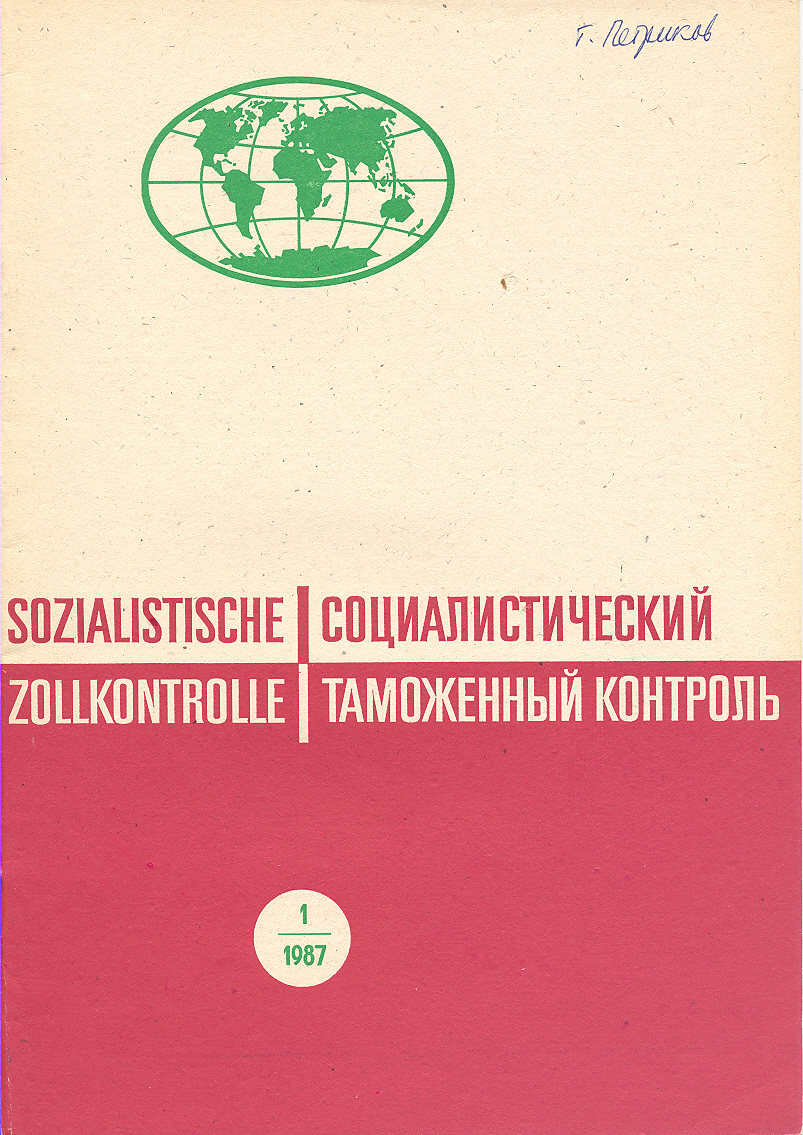 т. Петриков
SOZIALISTISCHE
ZOLLKONTROLLE
СОЦИАЛИСТИЧЕСКИЙ
ТАМОЖЕННЫЙ КОНТРОЛЬ
1
1987